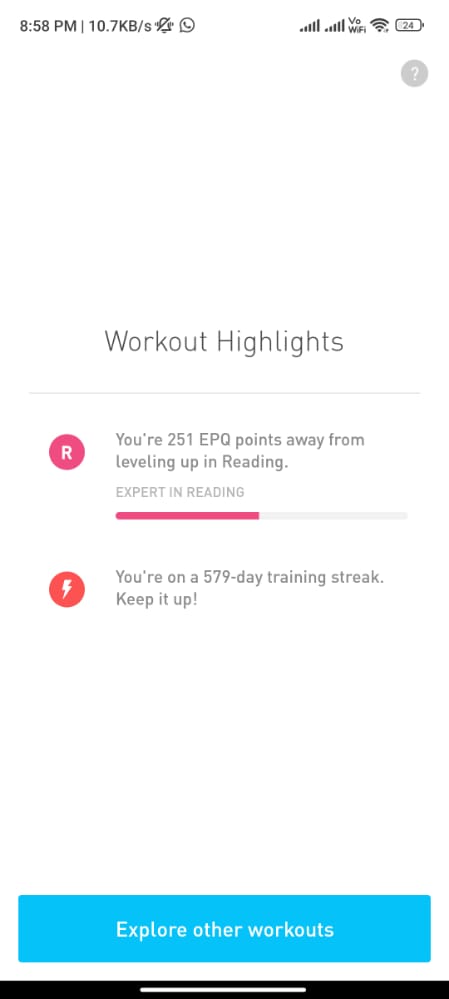 8:58 PM | 10.7KB/s Vo WiFi 24
?
Workout Highlights
R
You're 251 EPQ points away from
leveling up in Reading.
EXPERT IN READING
You're on a 579-day training streak.
Keep it up!
Explore other workouts